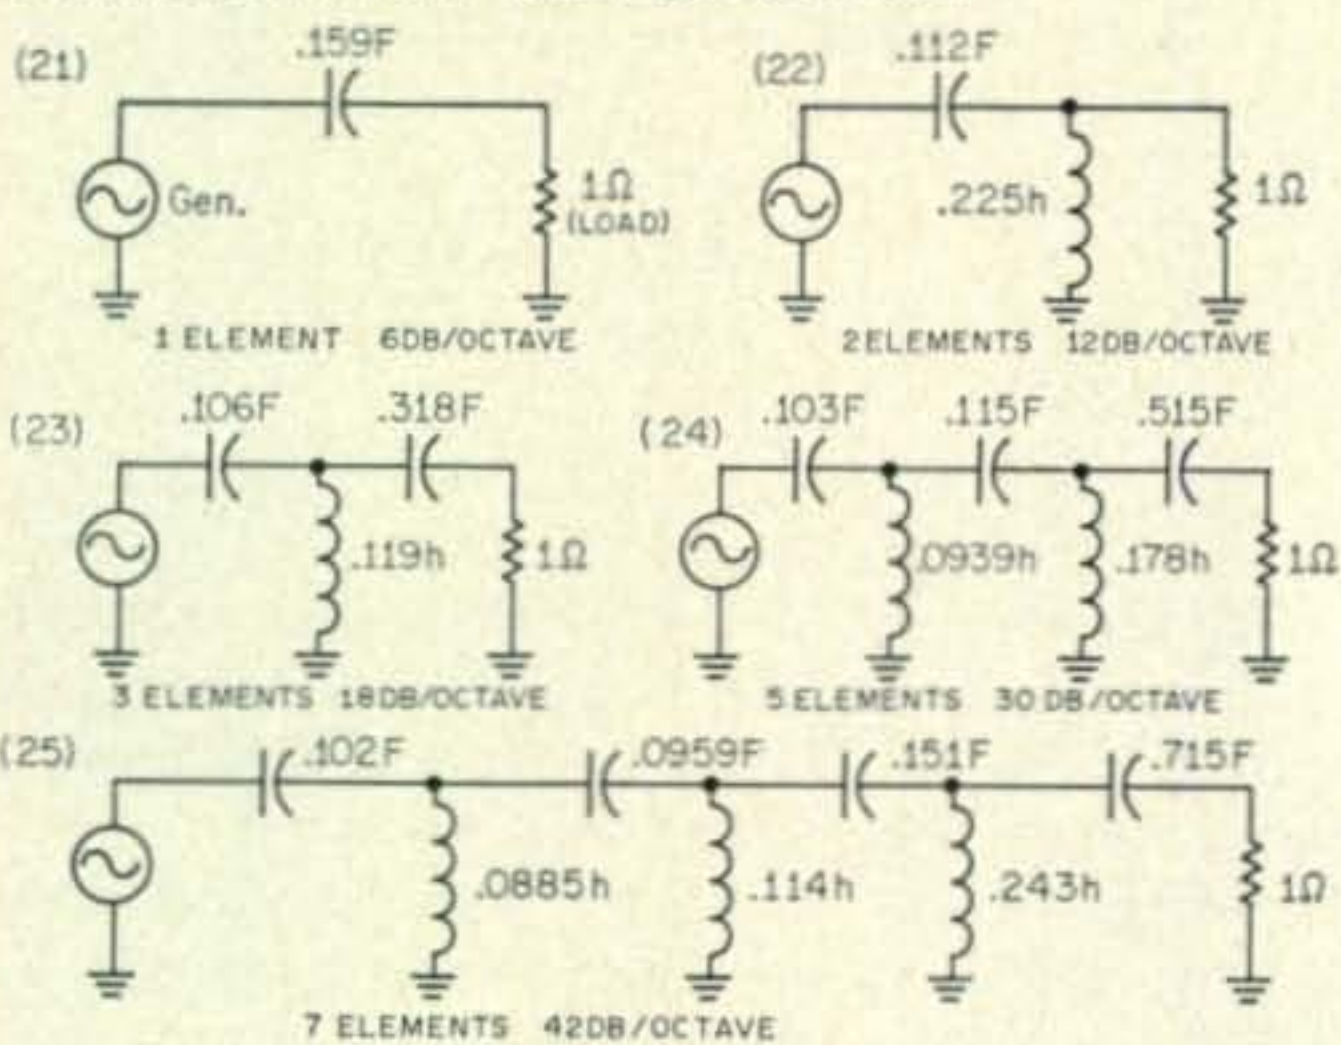 (21) .159F
Gen. 1Ω
(LOAD)
1 ELEMENT 6DB/OCTAVE
(22) .112F
.225h 1Ω
2 ELEMENTS 12DB/OCTAVE
(23) .106F .318F
.119h 1Ω
3 ELEMENTS 18DB/OCTAVE
(24) .103F .115F .515F
.0939h .178h 1Ω
5 ELEMENTS 30 DB/OCTAVE
(25) .102F .0959F .151F .715F
.0885h .114h .243h 1Ω
7 ELEMENTS 42DB/OCTAVE